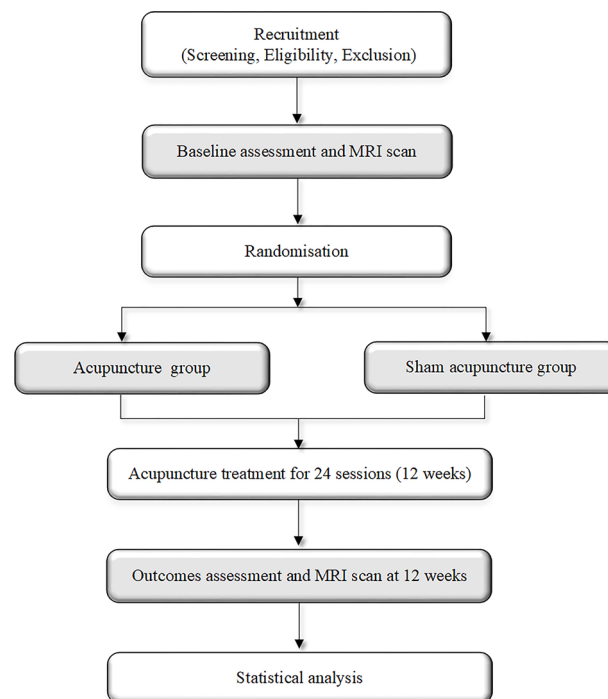 Recruitment
(Screening, Eligibility, Exclusion)
Baseline assessment and MRI scan
Randomisation
Acupuncture group
Sham acupuncture group
Acupuncture treatment for 24 sessions (12 weeks)
Outcomes assessment and MRI scan at 12 weeks
Statistical analysis